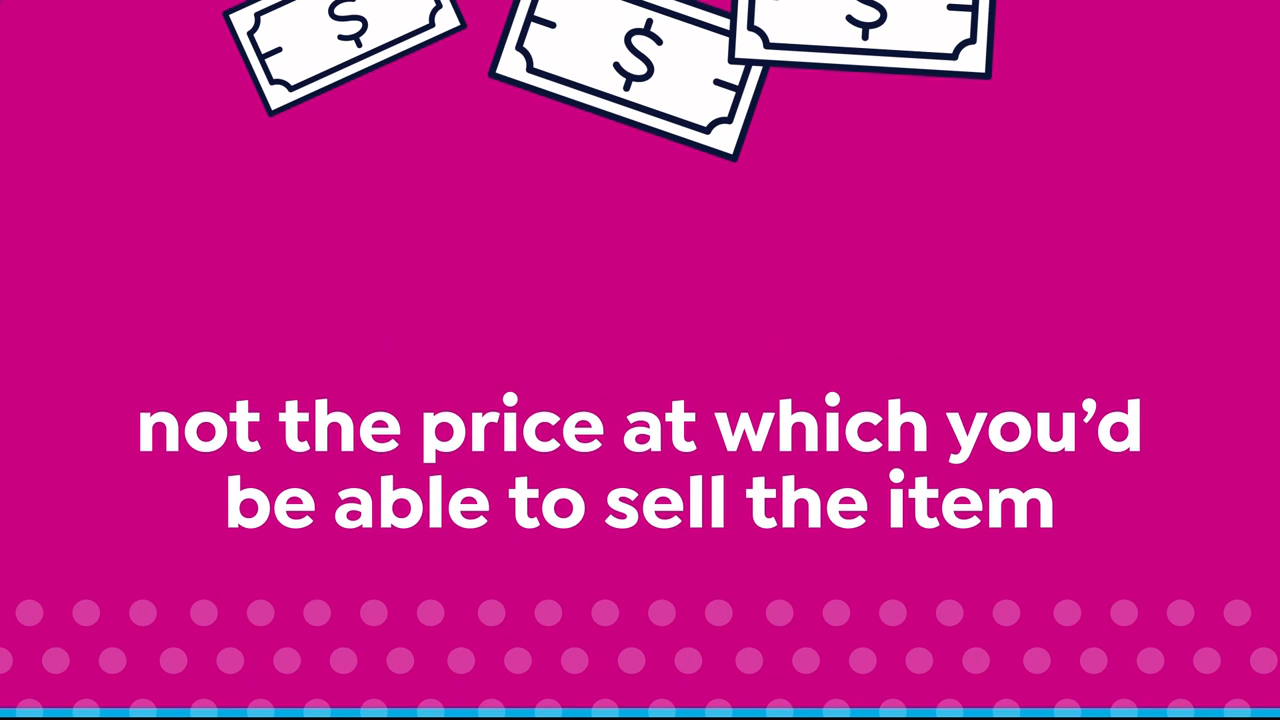 $ $ $
not the price at which you’d
be able to sell the item